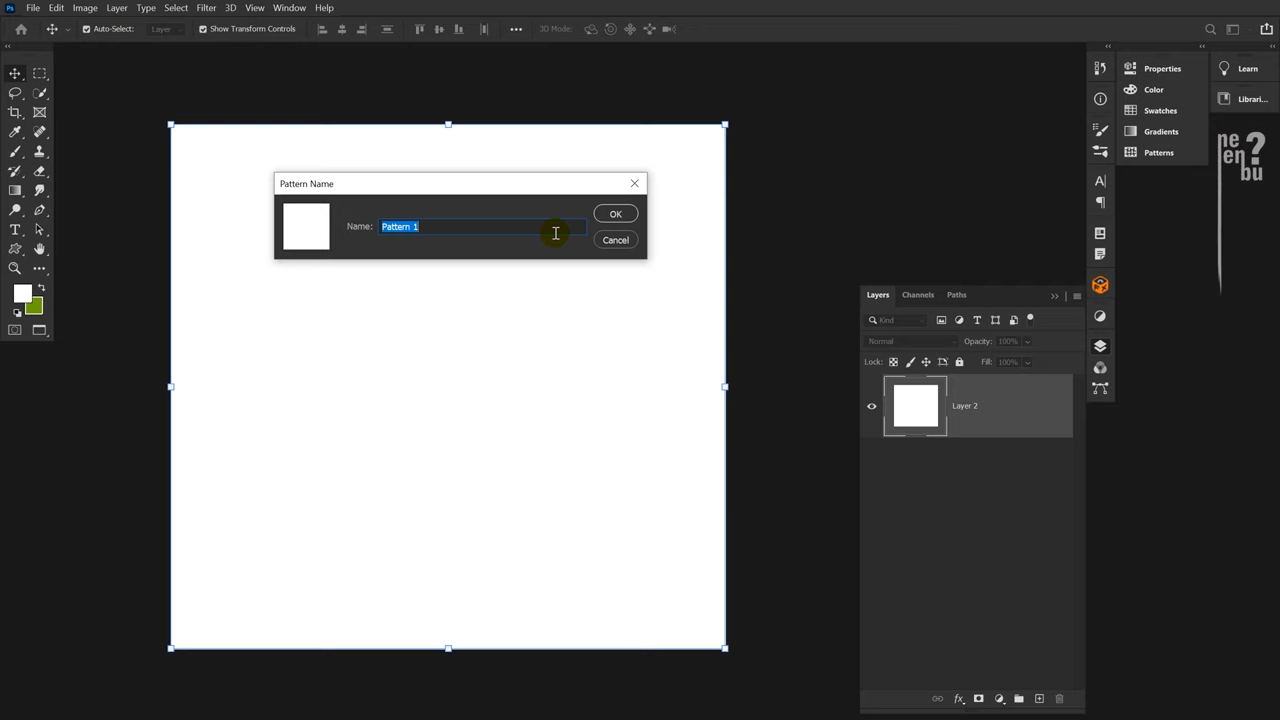 Ps File Edit Image Layer Type Select Filter 3D View Window Help
Auto-Select: Layer Show Transform Controls 3D Mode:
Properties Learn
Color
Librari...
Swatches
Gradients
Patterns
ne
en ?
bu
Pattern Name
Name: Pattern 1
OK
Cancel
Layers Channels Paths
Kind
Normal Opacity: 100%
Lock: Fill: 100%
Layer 2
fx